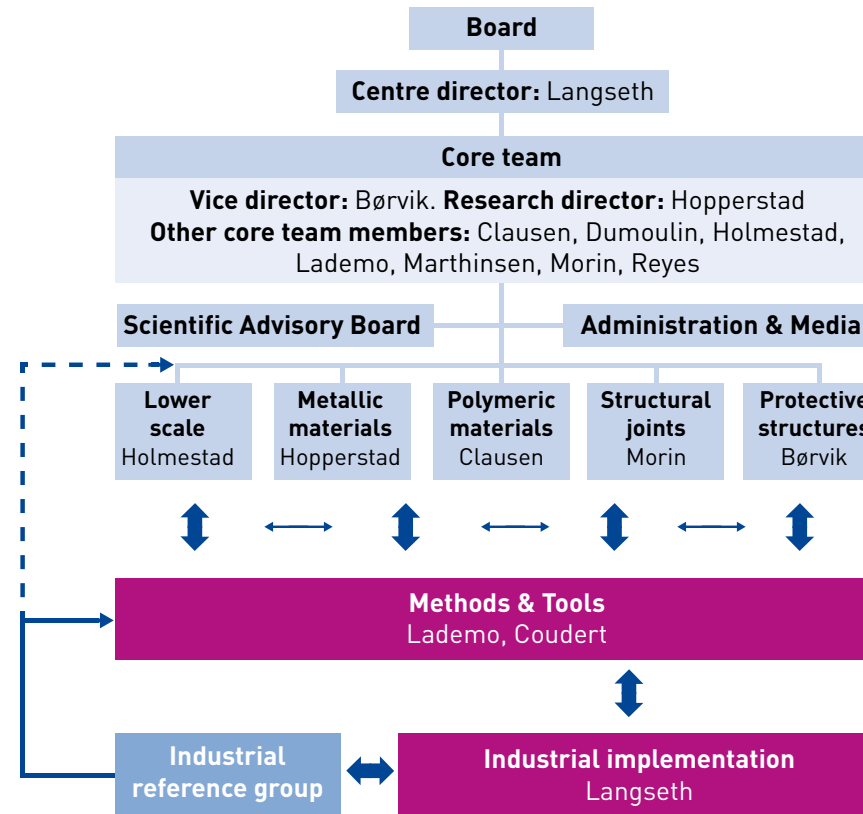 Board
Centre director: Langseth
Core team
Vice director: Børvik. Research director: Hopperstad
Other core team members: Clausen, Dumoulin, Holmestad,
Lademo, Marthinsen, Morin, Reyes
Scientific Advisory Board
Administration & Media
Lower
scale
Holmestad
Metallic
materials
Hopperstad
Polymeric
materials
Clausen
Structural
joints
Morin
Protective
structures
Børvik
Methods & Tools
Lademo, Coudert
Industrial
reference group
Industrial implementation
Langseth